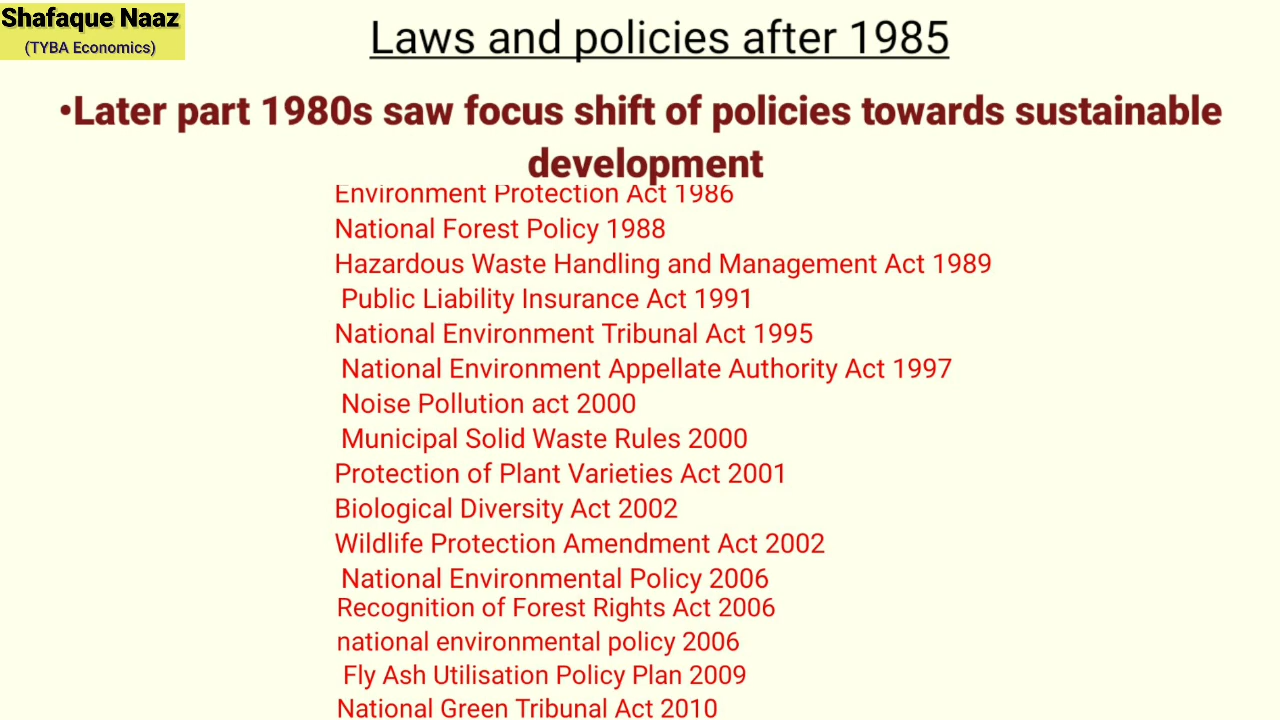 Shafaque Naaz
(TYBA Economics)
Laws and policies after 1985
•Later part 1980s saw focus shift of policies towards sustainable
development
Environment Protection Act 1986
National Forest Policy 1988
Hazardous Waste Handling and Management Act 1989
Public Liability Insurance Act 1991
National Environment Tribunal Act 1995
National Environment Appellate Authority Act 1997
Noise Pollution act 2000
Municipal Solid Waste Rules 2000
Protection of Plant Varieties Act 2001
Biological Diversity Act 2002
Wildlife Protection Amendment Act 2002
National Environmental Policy 2006
Recognition of Forest Rights Act 2006
national environmental policy 2006
Fly Ash Utilisation Policy Plan 2009
National Green Tribunal Act 2010